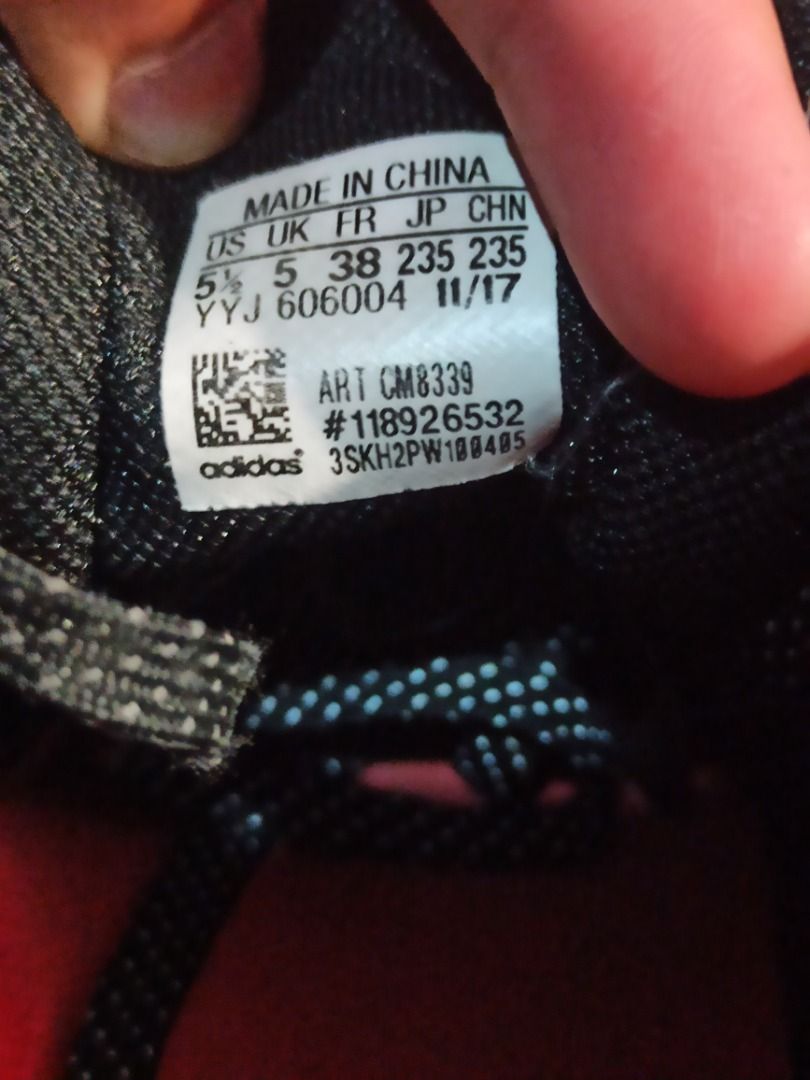 MADE IN CHINA
US UK FR JP CHN
5½ 5 38 235 235
YYJ 606004 11/17
ART CM8339
#118926532
adidas® 3SKH2PW100405